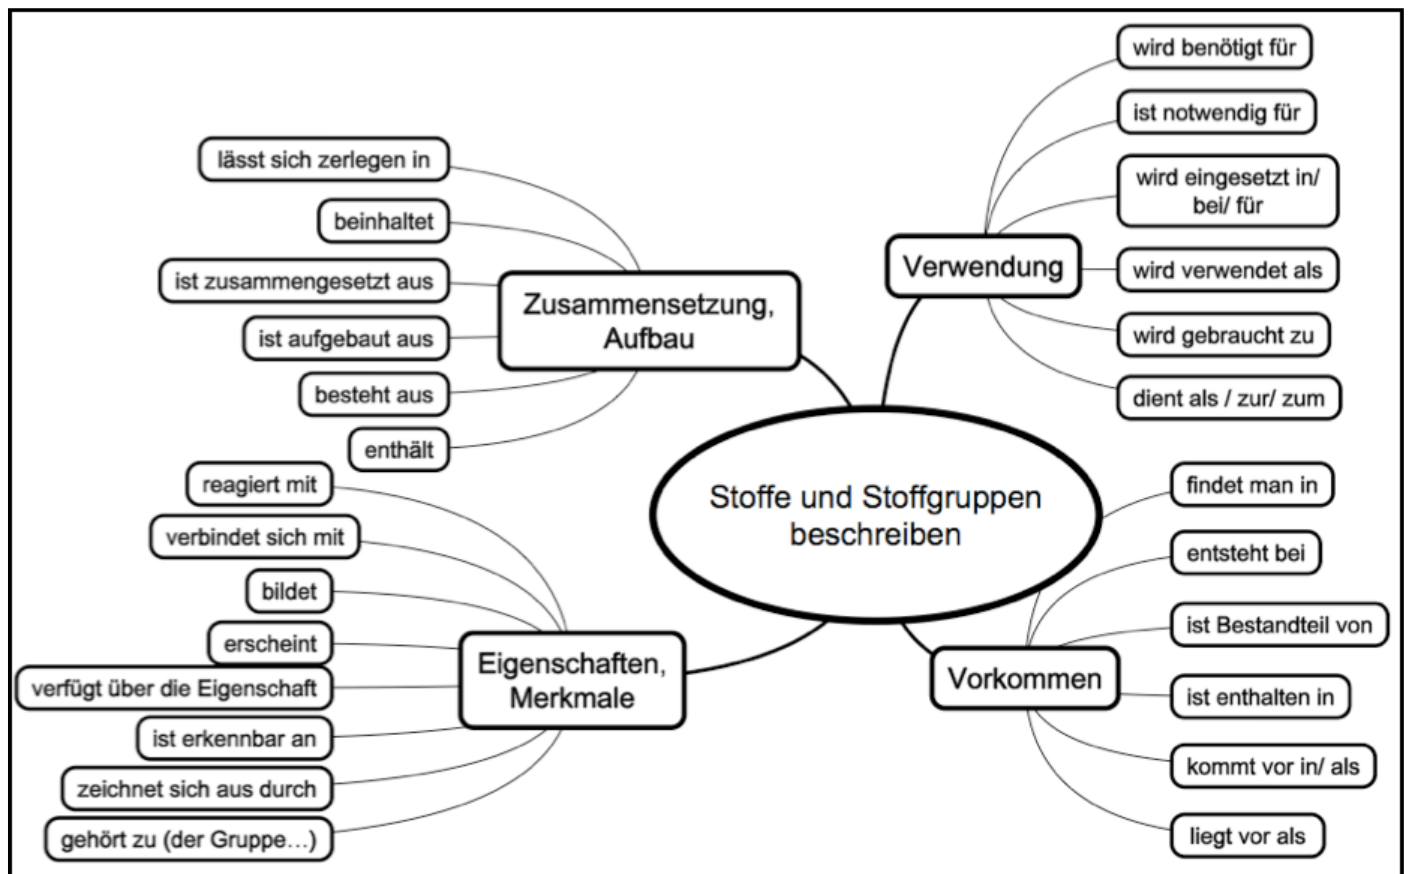 Stoffe und Stoffgruppen
beschreiben
Zusammensetzung,
Aufbau
lässt sich zerlegen in
beinhaltet
ist zusammengesetzt aus
ist aufgebaut aus
besteht aus
enthält
Verwendung
wird benötigt für
ist notwendig für
wird eingesetzt in/
bei/ für
wird verwendet als
wird gebraucht zu
dient als / zur/ zum
Eigenschaften,
Merkmale
reagiert mit
verbindet sich mit
bildet
erscheint
verfügt über die Eigenschaft
ist erkennbar an
zeichnet sich aus durch
gehört zu (der Gruppe…)
Vorkommen
findet man in
entsteht bei
ist Bestandteil von
ist enthalten in
kommt vor in/ als
liegt vor als